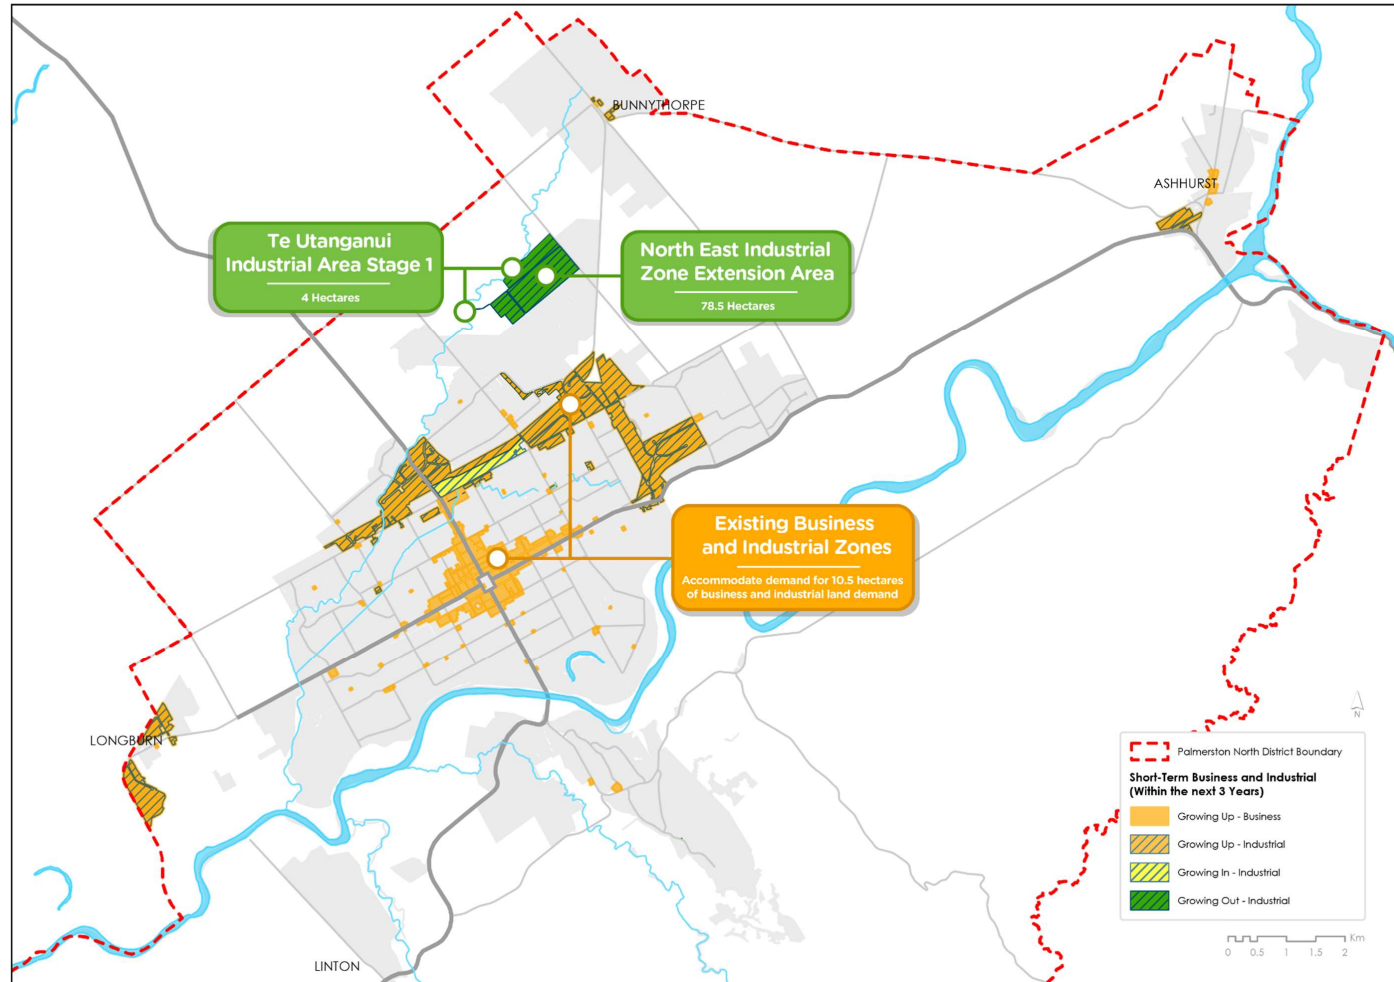 BUNNYTHORPE
ASHHURST
Te Utanganui
Industrial Area Stage 1
4 Hectares
North East Industrial
Zone Extension Area
78.5 Hectares
Existing Business
and Industrial Zones
Accommodate demand for 10.5 hectares
of business and industrial land demand
LONGBURN
LINTON
N
Palmerston North District Boundary
Short-Term Business and Industrial
(Within the next 3 Years)
Growing Up - Business
Growing Up - Industrial
Growing In - Industrial
Growing Out - Industrial
Km
0 0.5 1 1.5 2